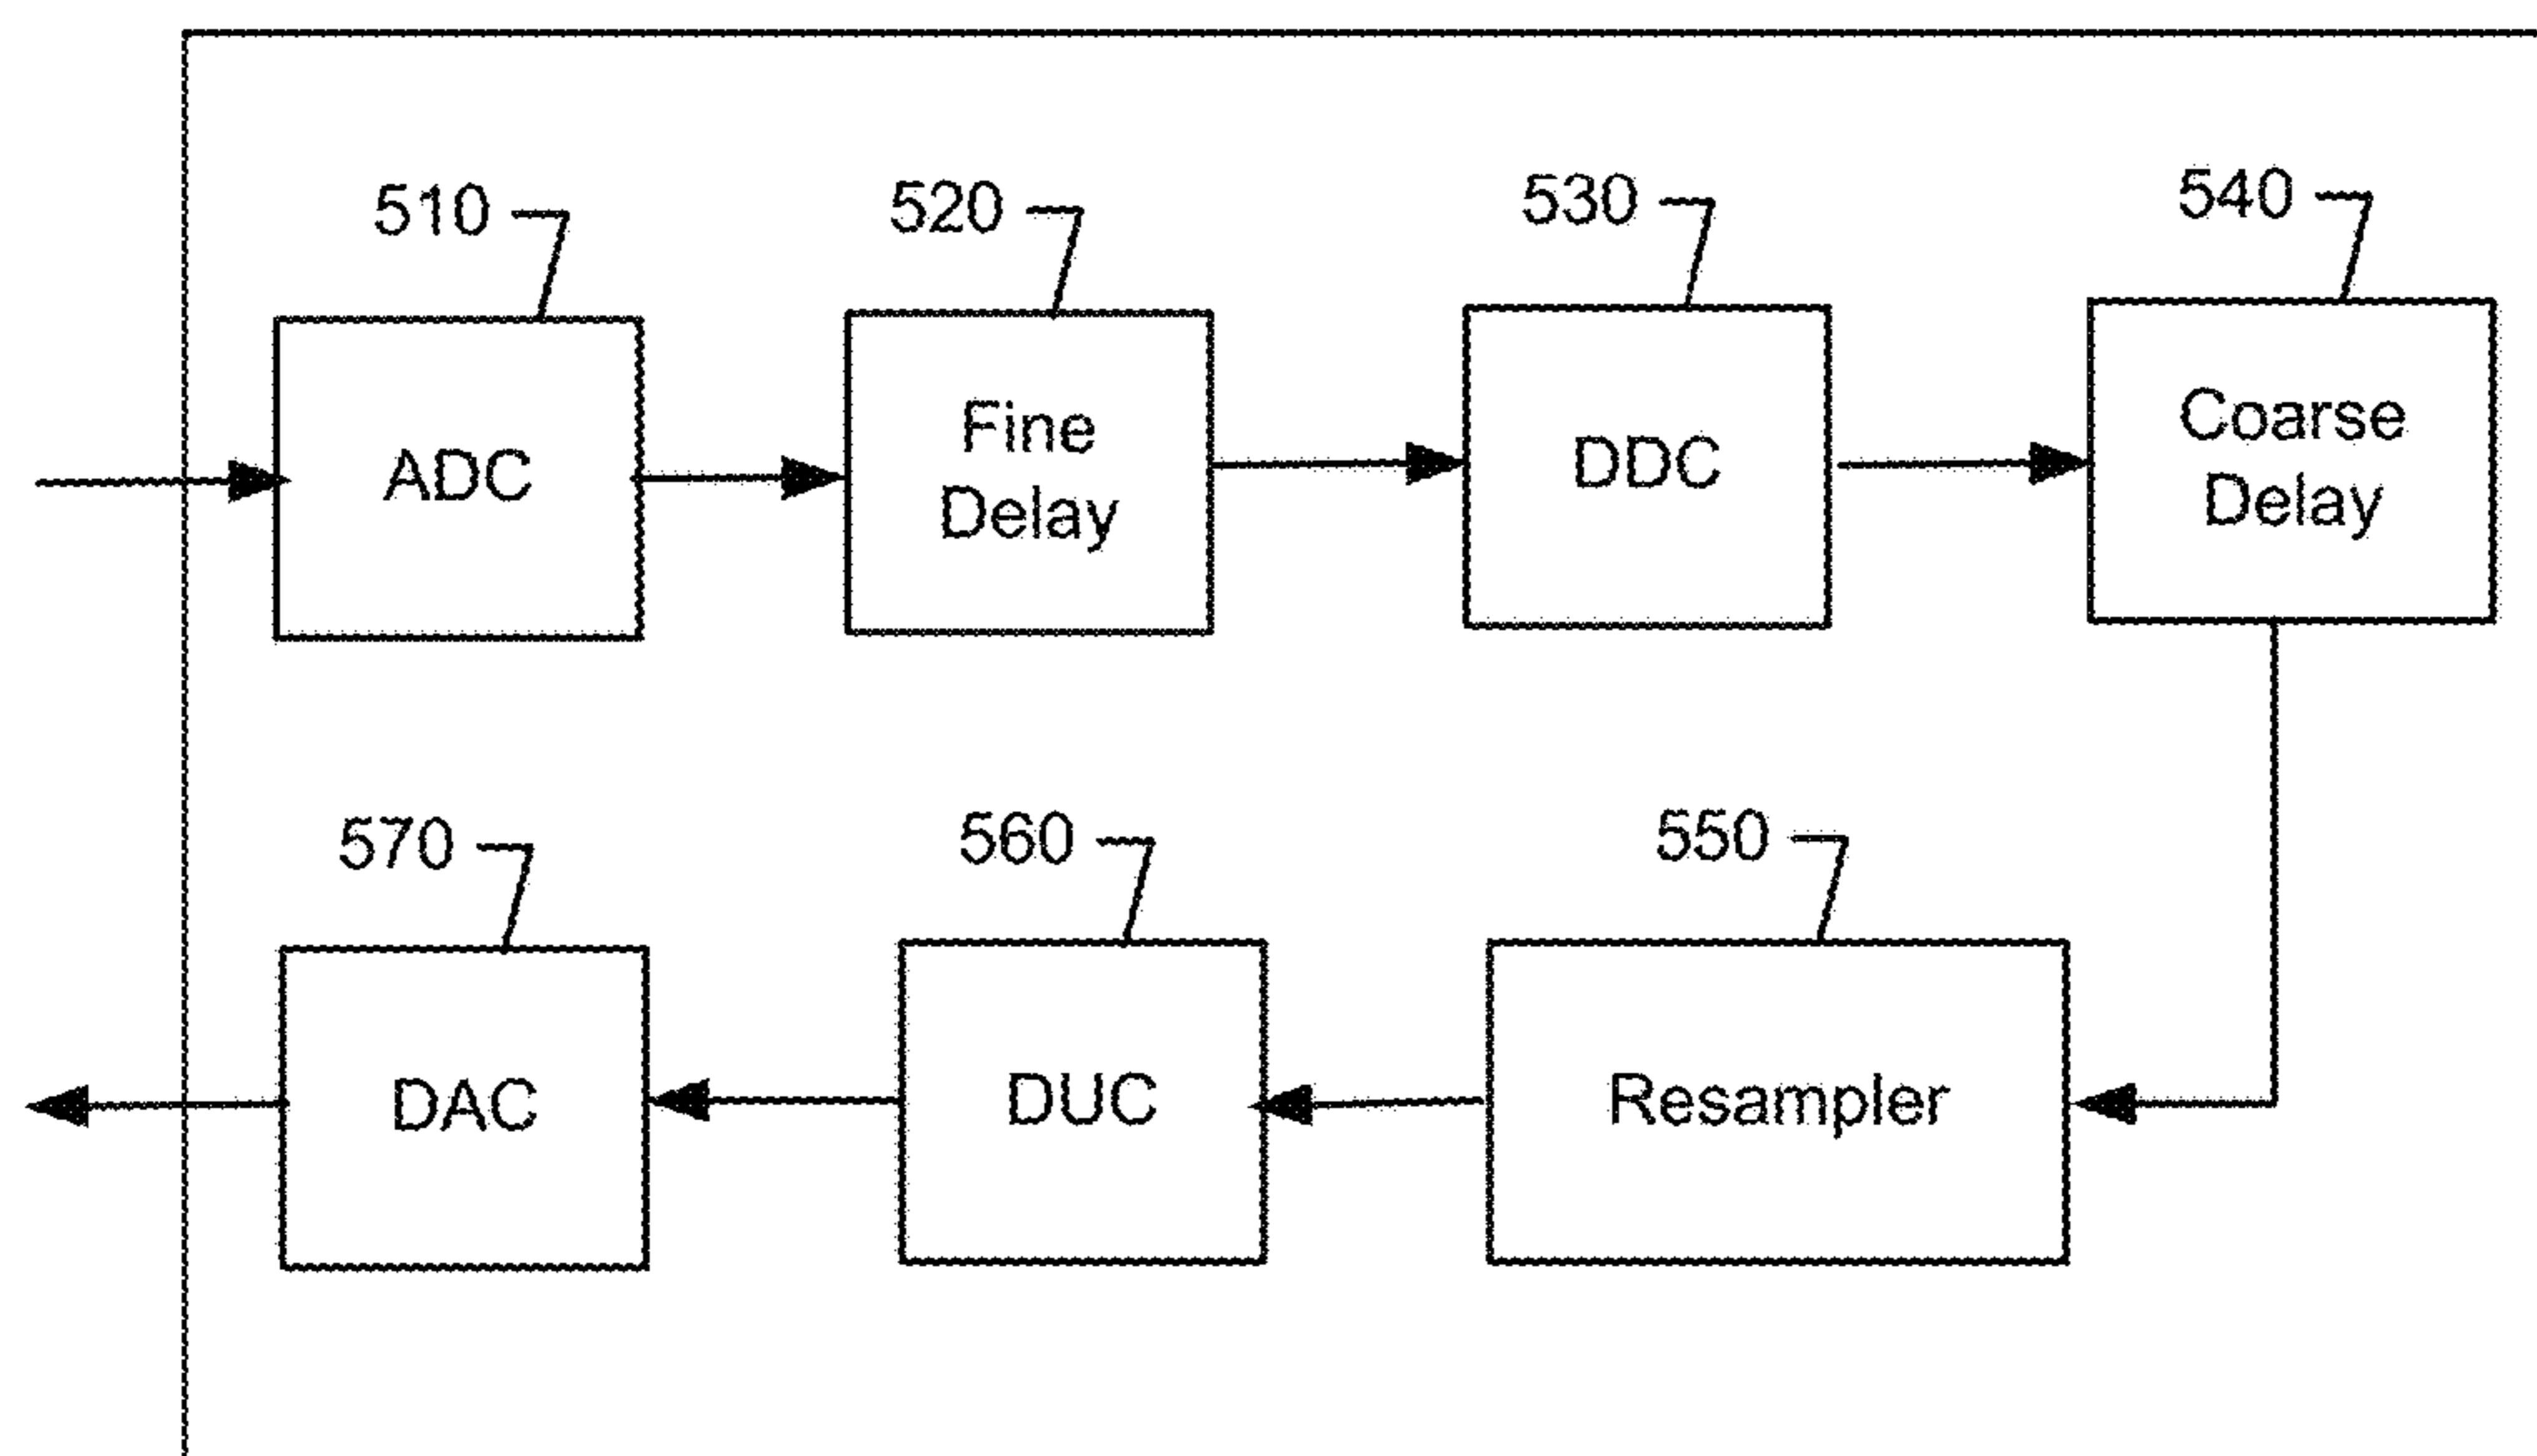 510
520
530
540
ADC
Fine
Delay
DDC
Coarse
Delay
570
560
550
DAC
DUC
Resampler